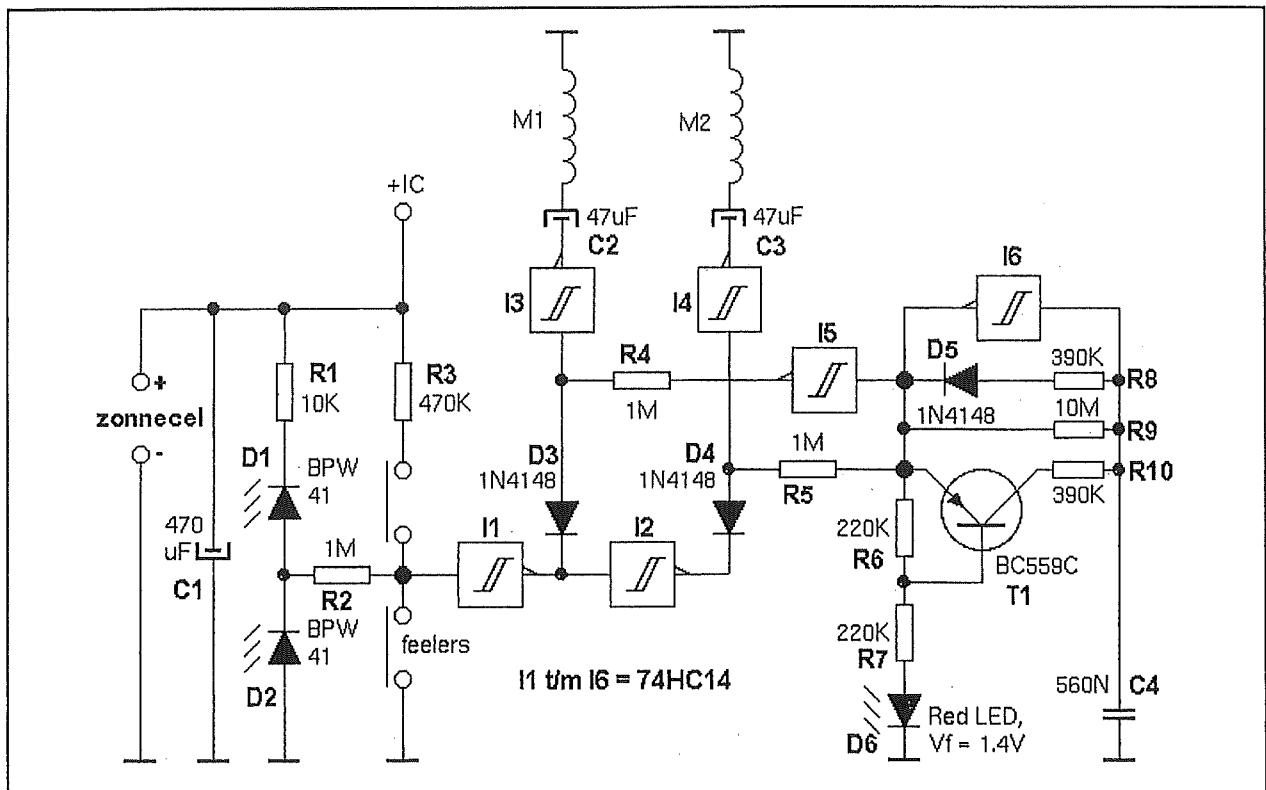 M1
M2
+IC
47uF
C2
47uF
C3
I6
I3
I4
I5
+
zonnecel
-
R1
10K
R3
470K
R4
1M
D5
1N4148
390K
R8
10M
R9
D1
BPW
41
D3
1N4148
D4
1N4148
1M
R5
R10
390K
470
uF
C1
1M
R2
I1
I2
220K
R6
BC559C
T1
BPW
41
D2
feelers
220K
R7
I1 t/m I6 = 74HC14
560N
C4
D6
Red LED,
Vf = 1.4V